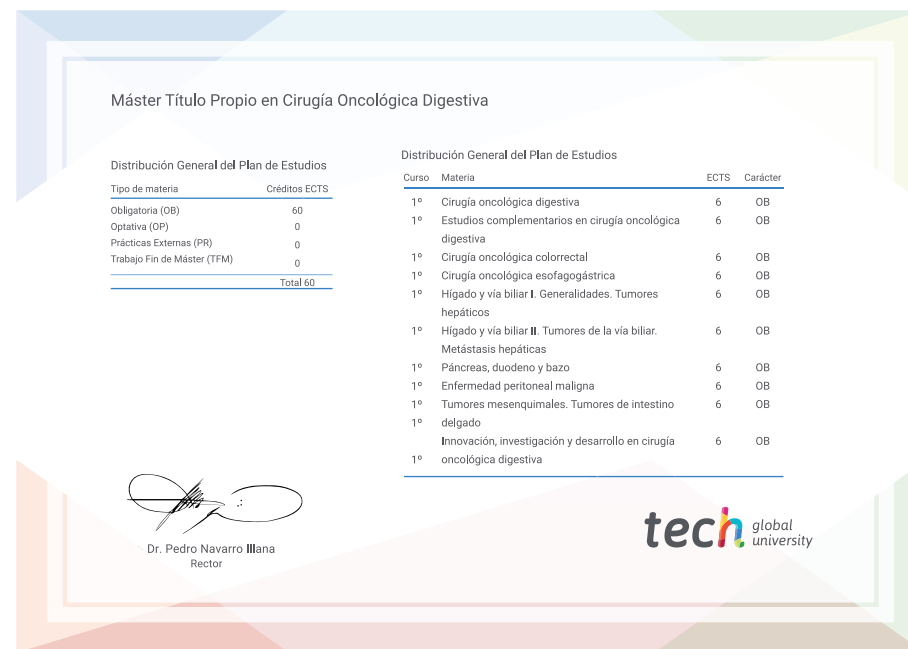 Máster Título Propio en Cirugía Oncológica Digestiva
Distribución General del Plan de Estudios
Tipo de materia Créditos ECTS
Obligatoria (OB) 60
Optativa (OP) 0
Prácticas Externas (PR) 0
Trabajo Fin de Máster (TFM) 0
Total 60
Distribución General del Plan de Estudios
Curso Materia ECTS Carácter
1º Cirugía oncológica digestiva 6 OB
1º Estudios complementarios en cirugía oncológica 6 OB
digestiva
1º Cirugía oncológica colorrectal 6 OB
1º Cirugía oncológica esofagogástrica 6 OB
1º Hígado y vía biliar I. Generalidades. Tumores 6 OB
hepáticos
1º Hígado y vía biliar II. Tumores de la vía biliar. 6 OB
Metástasis hepáticas
1º Páncreas, duodeno y bazo 6 OB
1º Enfermedad peritoneal maligna 6 OB
1º Tumores mesenquimales. Tumores de intestino 6 OB
1º delgado
Innovación, investigación y desarrollo en cirugía 6 OB
1º oncológica digestiva
Dr. Pedro Navarro Illana
Rector
tech global
university